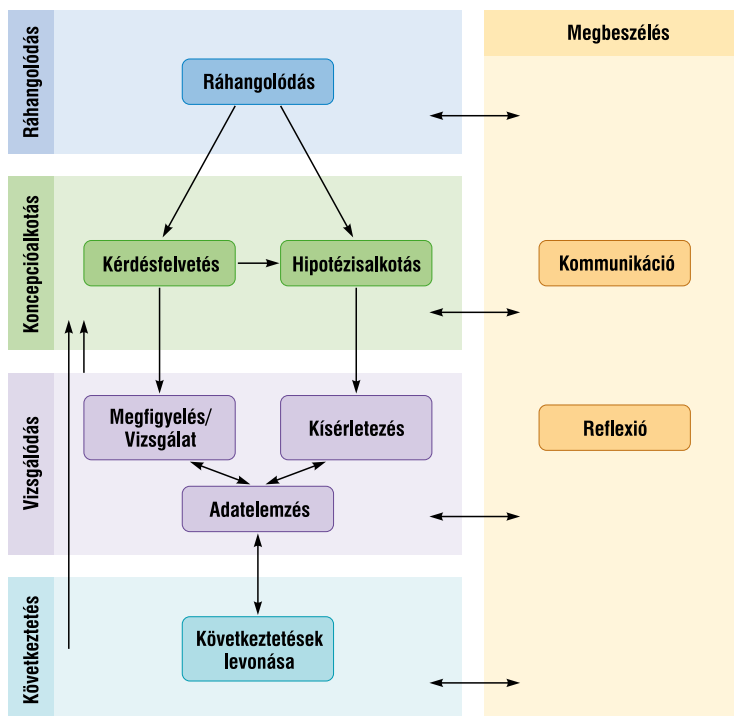 Megbeszélés
Ráhangolódás
Ráhangolódás
Koncepcióalkotás
Kérdésfelvetés
Hipotézisalkotás
Kommunikáció
Vizsgálódás
Megfigyelés/
Vizsgálat
Kísérletezés
Reflexió
Adatelemzés
Következtetés
Következtetések
levonása